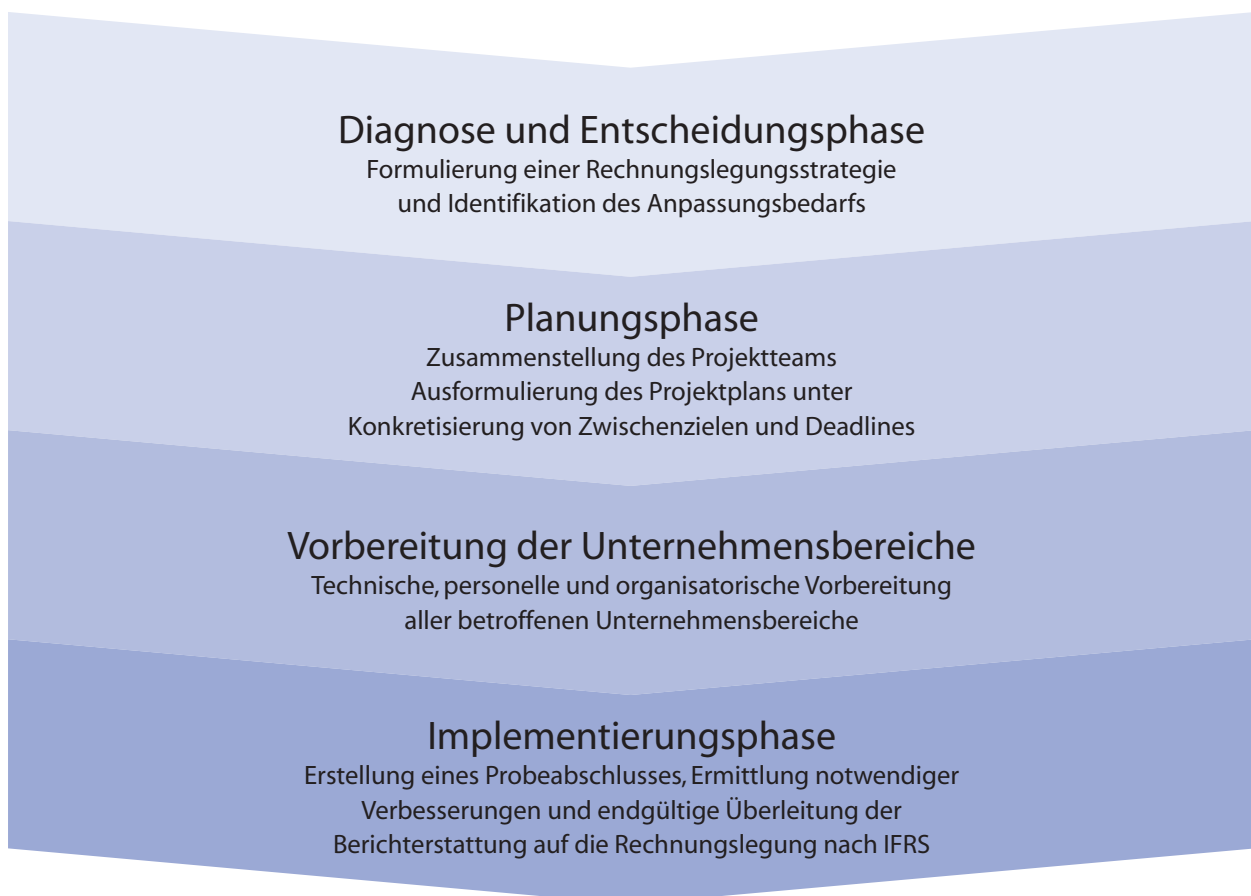 Diagnose und Entscheidungsphase
Formulierung einer Rechnungslegungsstrategie
und Identifikation des Anpassungsbedarfs
Planungsphase
Zusammenstellung des Projektteams
Ausformulierung des Projektplans unter
Konkretisierung von Zwischenzielen und Deadlines
Vorbereitung der Unternehmensbereiche
Technische, personelle und organisatorische Vorbereitung
aller betroffenen Unternehmensbereiche
Implementierungsphase
Erstellung eines Probeabschlusses, Ermittlung notwendiger
Verbesserungen und endgültige Überleitung der
Berichterstattung auf die Rechnungslegung nach IFRS